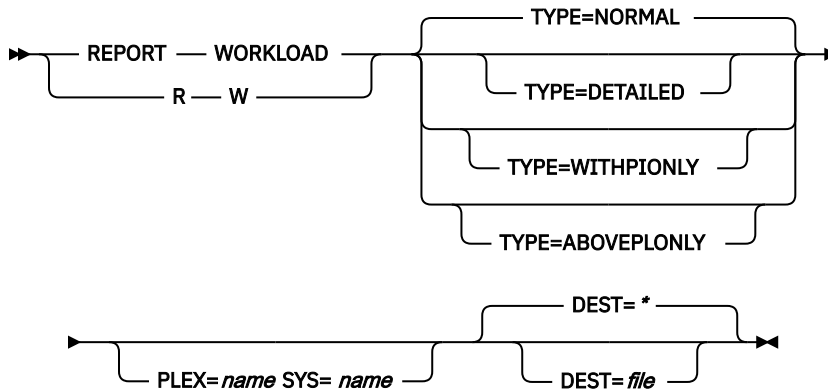 TYPE=NORMAL
REPORT WORKLOAD
R W
TYPE=DETAILED
TYPE=WITHPIONLY
TYPE=ABOVEPLONLY
DEST= *
PLEX=name SYS= name
DEST=file